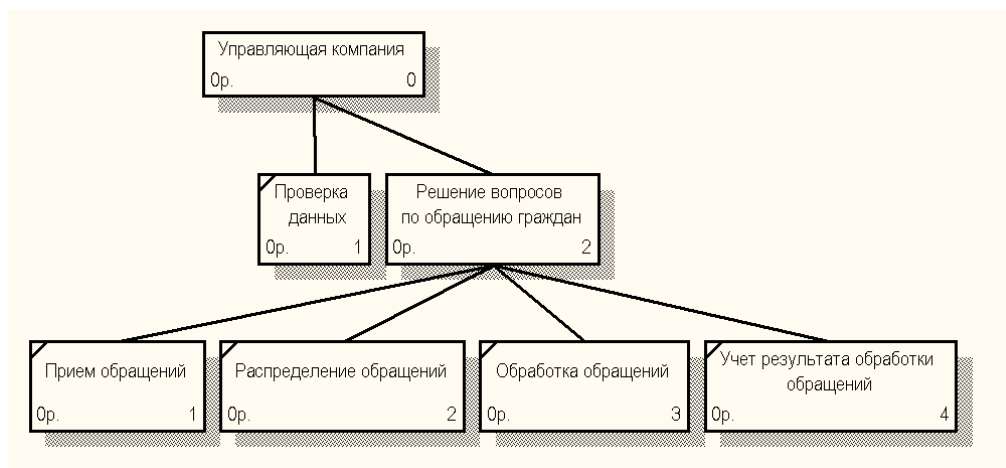 Управляющая компания
0р. 0
Проверка
данных
0р. 1
Решение вопросов
по обращению граждан
0р. 2
Прием обращений
0р. 1
Распределение обращений
0р. 2
Обработка обращений
0р. 3
Учет результата обработки
обращений
0р. 4